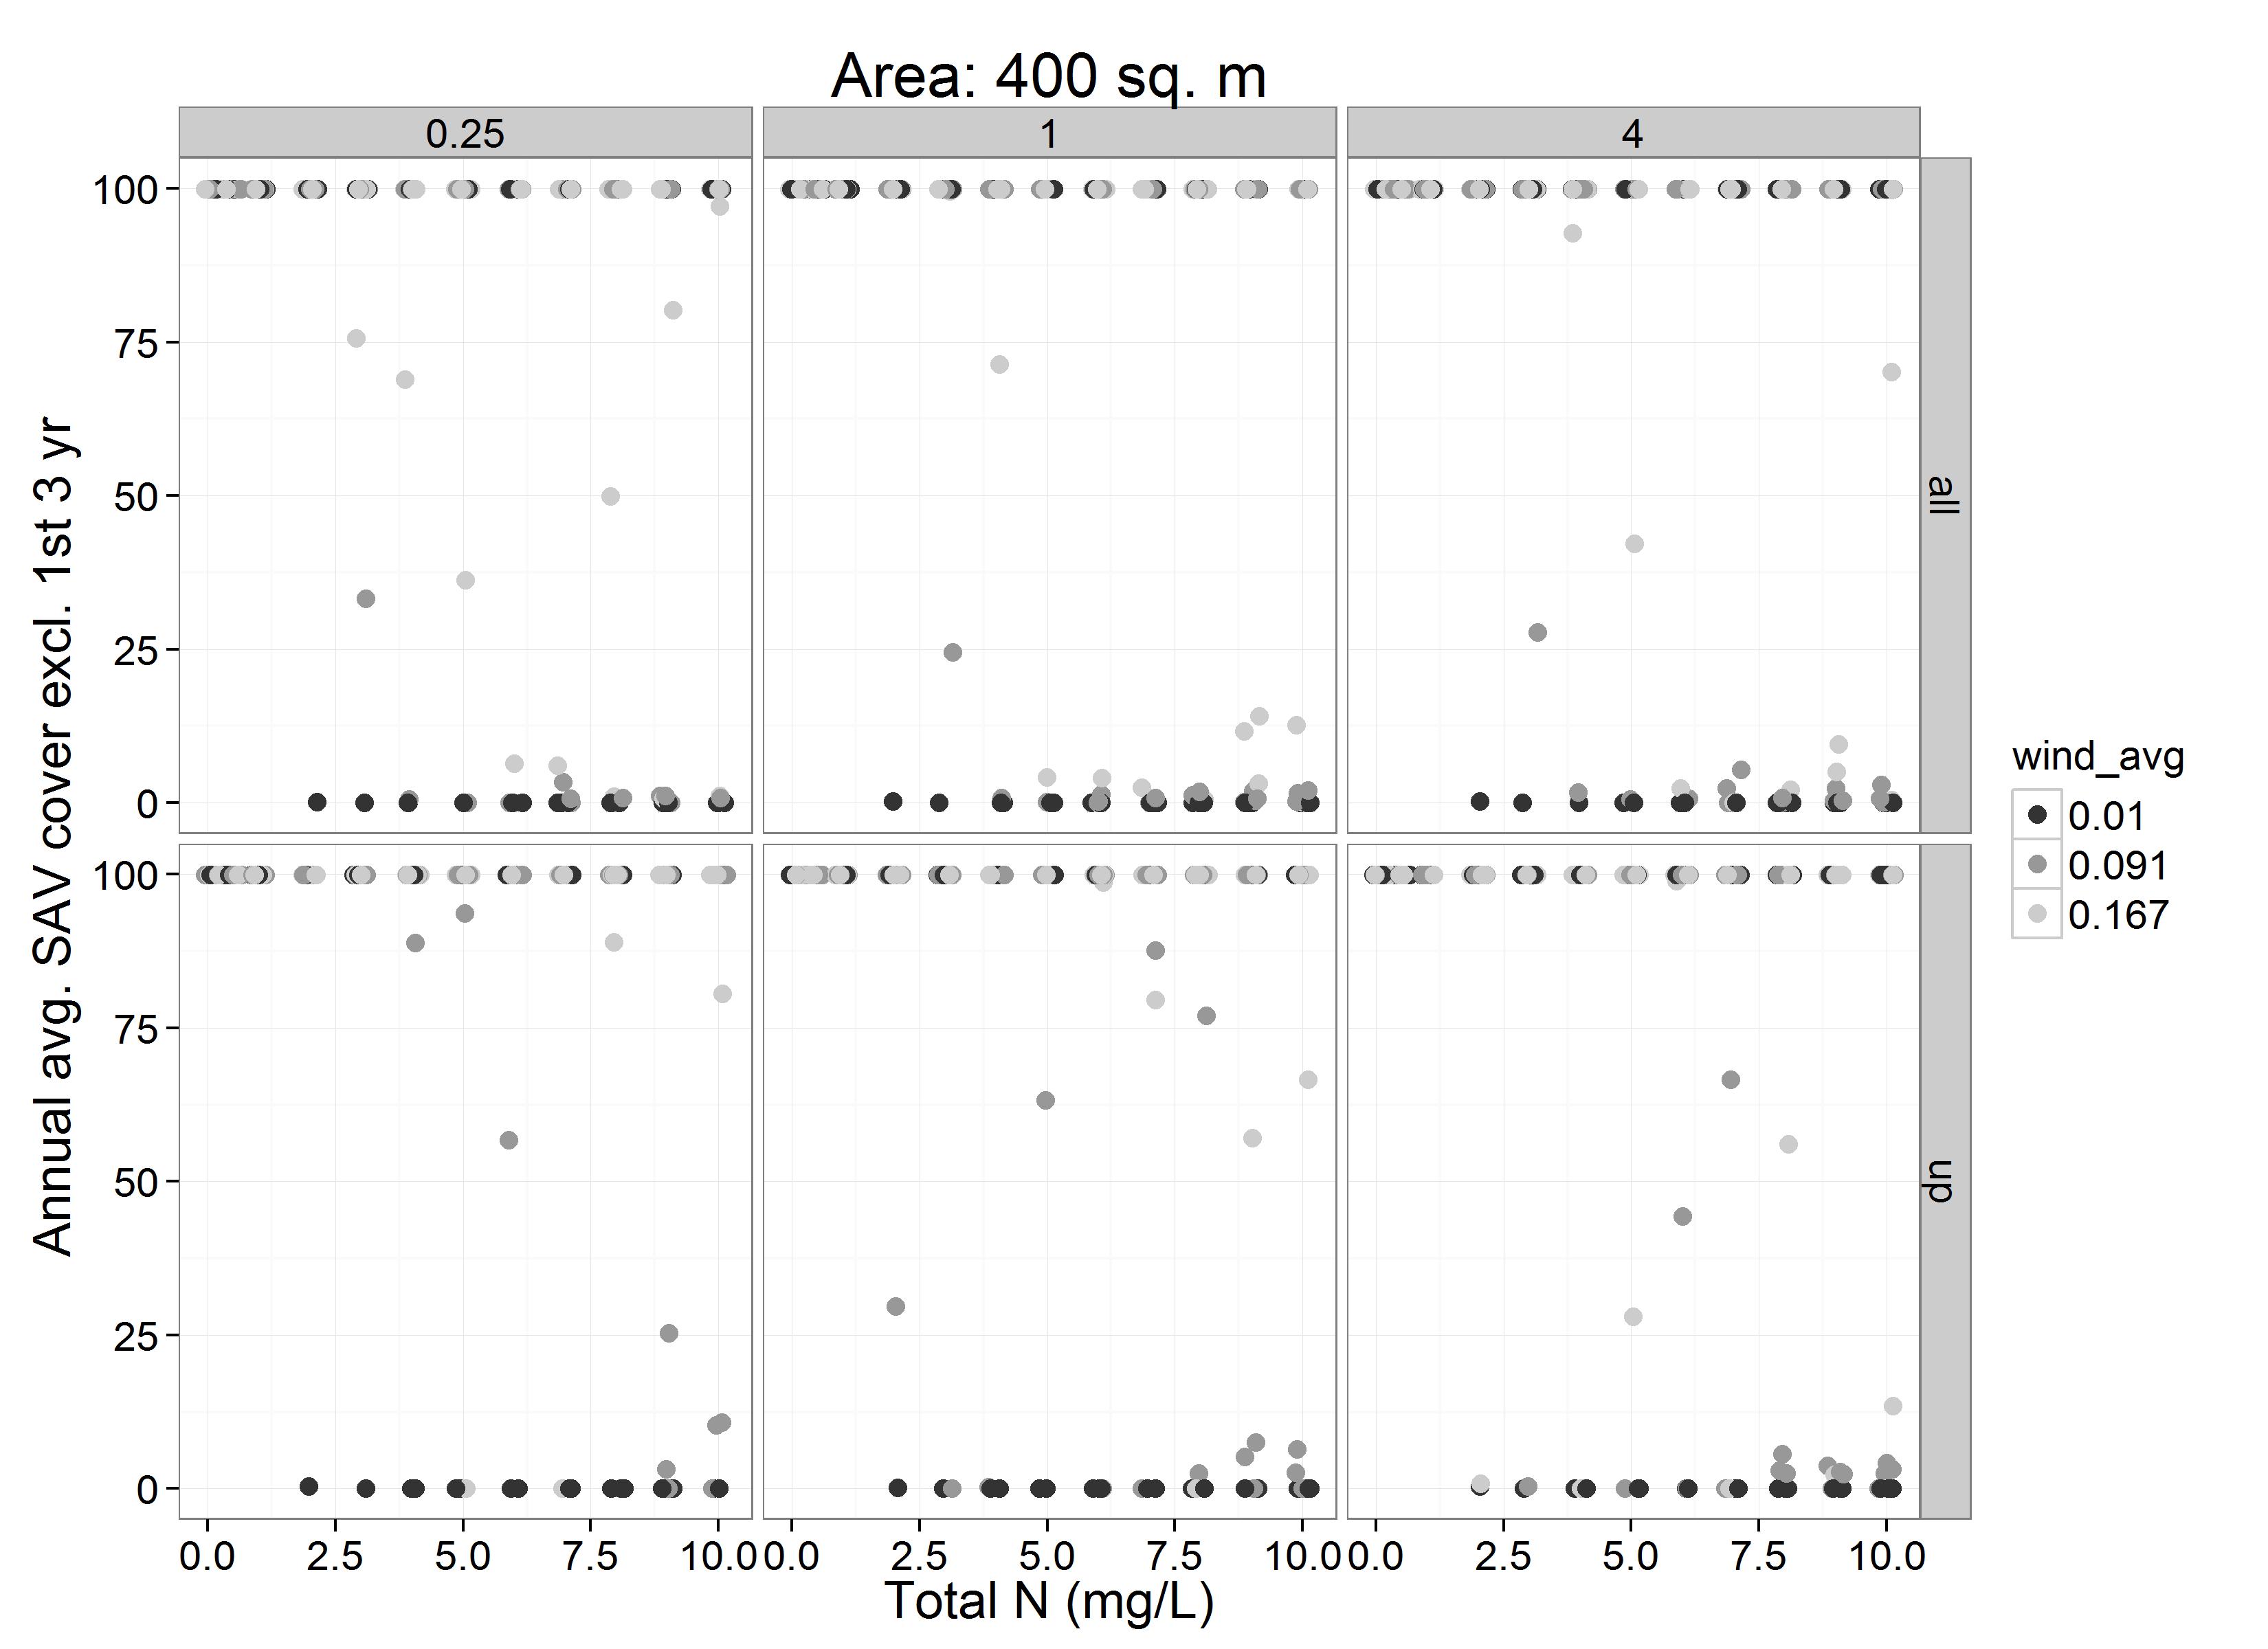 Area: 400 sq. m
0.25 1 4
100
75
50
25
0
all
100
75
50
25
0
up
Annual avg. SAV cover excl. 1st 3 yr
0.0 2.5 5.0 7.5 10.0 0.0 2.5 5.0 7.5 10.0 0.0 2.5 5.0 7.5 10.0
Total N (mg/L)
wind_avg
0.01
0.091
0.167